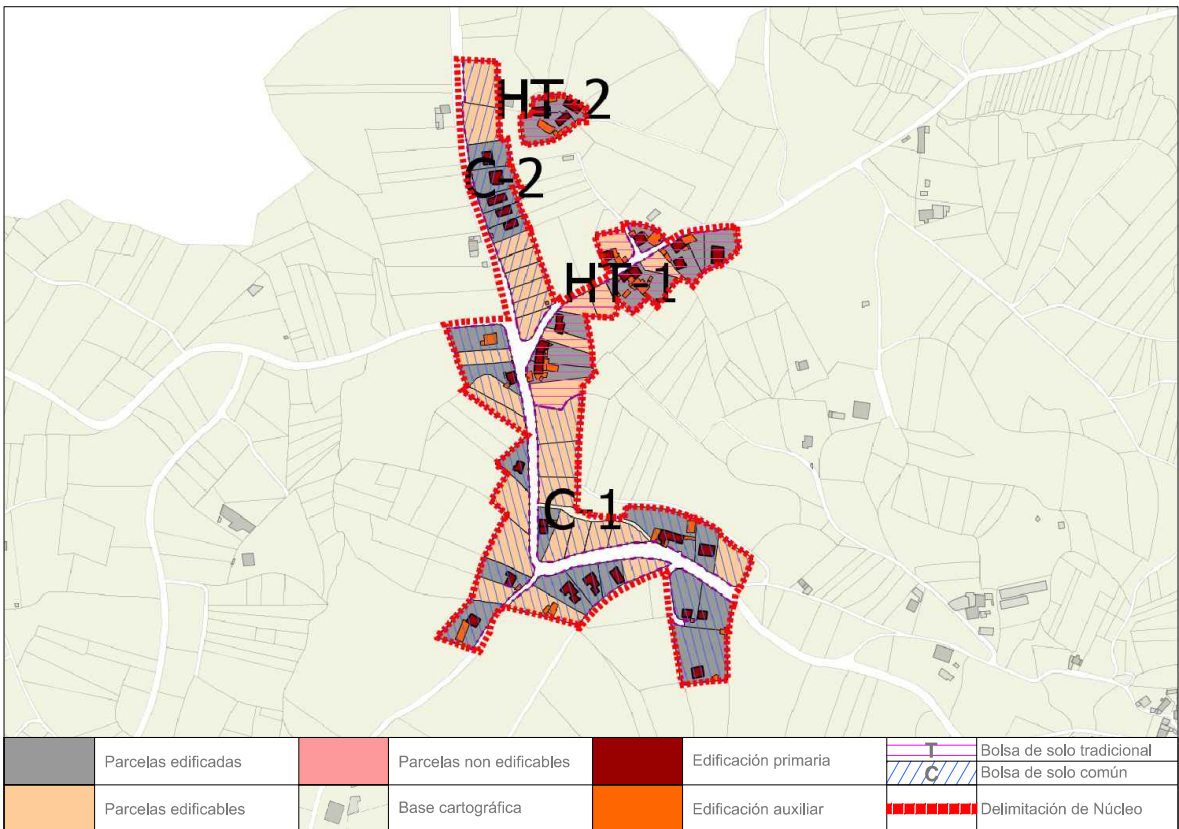 HT-2
C-2
HT-1
C-1
Parcelas edificadas
Parcelas non edificables
Edificación primaria
T
Bolsa de solo tradicional
C
Bolsa de solo común
Parcelas edificables
Base cartográfica
Edificación auxiliar
Delimitación de Núcleo